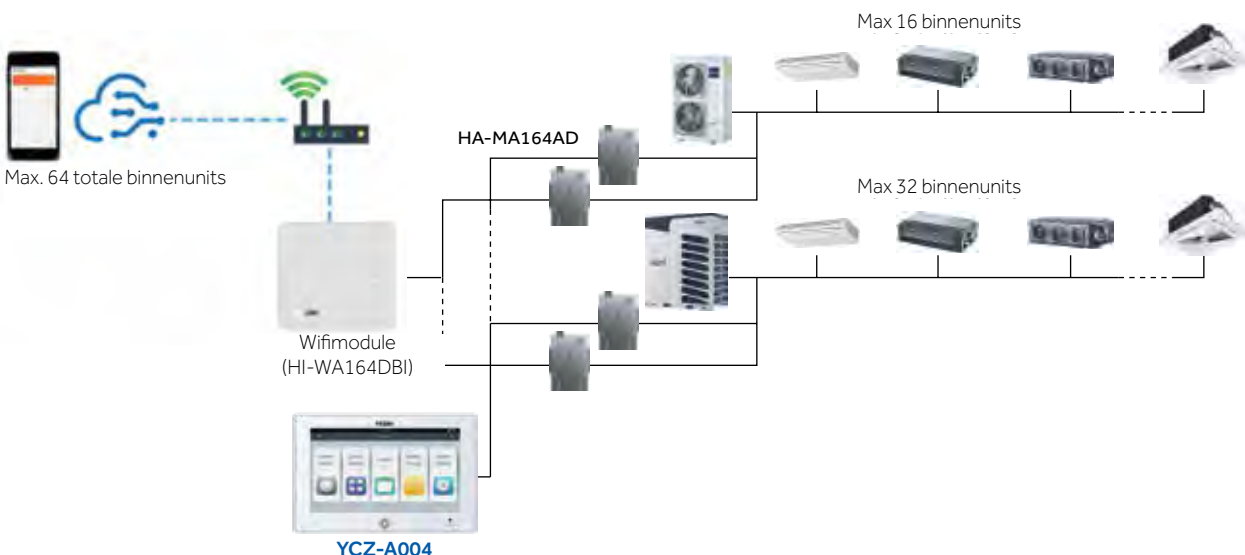 Max 16 binnenunits
HA-MA164AD
Max. 64 totale binnenunits
Max 32 binnenunits
Wifimodule
(HI-WA164DBI)
YCZ-A004